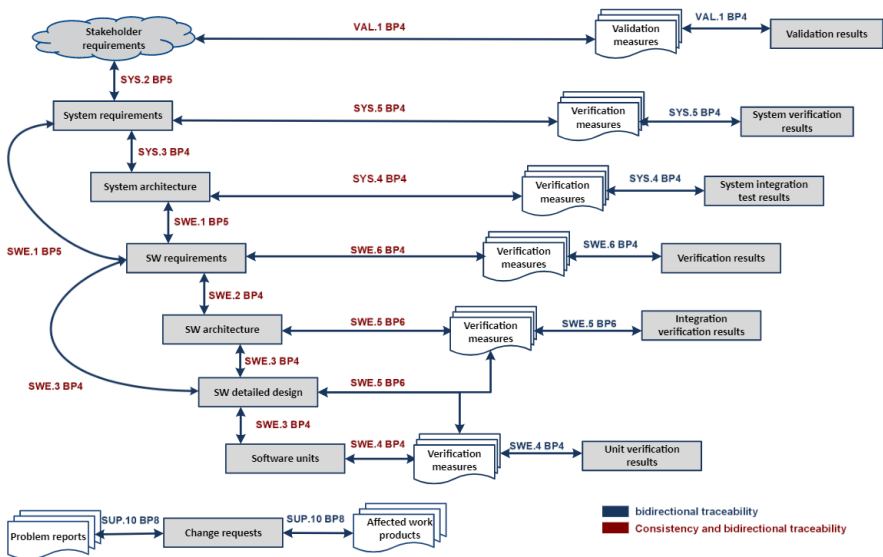 Stakeholder
requirements
VAL.1 BP4
Validation
measures
VAL.1 BP4
Validation results
SYS.2 BP5
System requirements
SYS.5 BP4
Verification
measures
SYS.5 BP4
System verification
results
SYS.3 BP4
System architecture
SYS.4 BP4
Verification
measures
SYS.4 BP4
System integration
test results
SWE.1 BP5
SWE.1 BP5
SW requirements
SWE.6 BP4
Verification
measures
SWE.6 BP4
Verification results
SWE.2 BP4
SW architecture
SWE.5 BP6
Verification
measures
SWE.5 BP6
Integration
verification results
SWE.3 BP4
SWE.3 BP4
SW detailed design
SWE.5 BP6
SWE.3 BP4
Software units
SWE.4 BP4
Verification
measures
SWE.4 BP4
Unit verification
results
Problem reports
SUP.10 BP8
Change requests
SUP.10 BP8
Affected work
products
bidirectional traceability
Consistency and bidirectional traceability